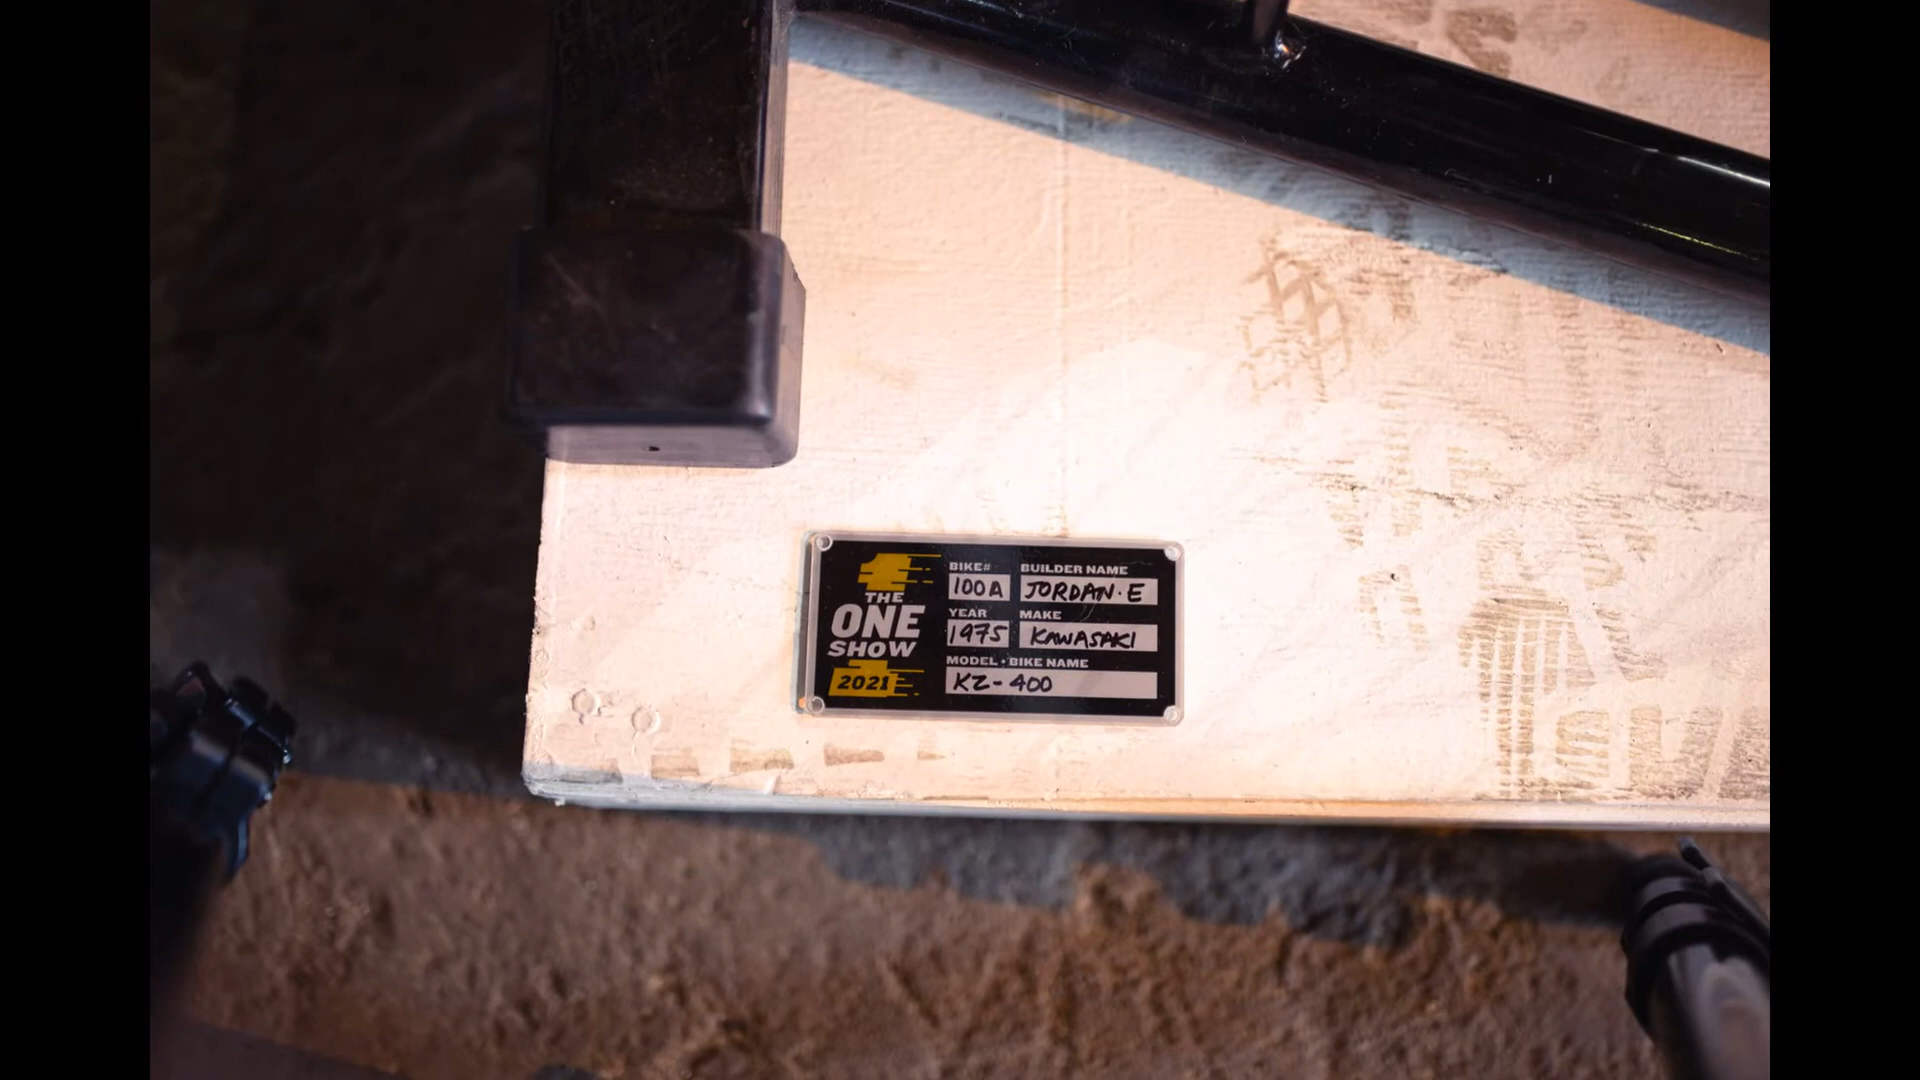 THE
ONE
SHOW
2021
BIKE# BUILDER NAME
100A JORDAN·E
YEAR MAKE
1975 KAWASAKI
MODEL · BIKE NAME
KZ-400